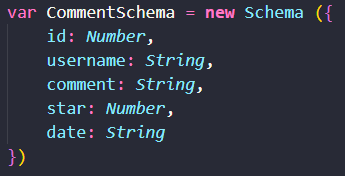 var CommentSchema = new Schema ({
    id: Number,
    username: String,
    comment: String,
    star: Number,
    date: String
})